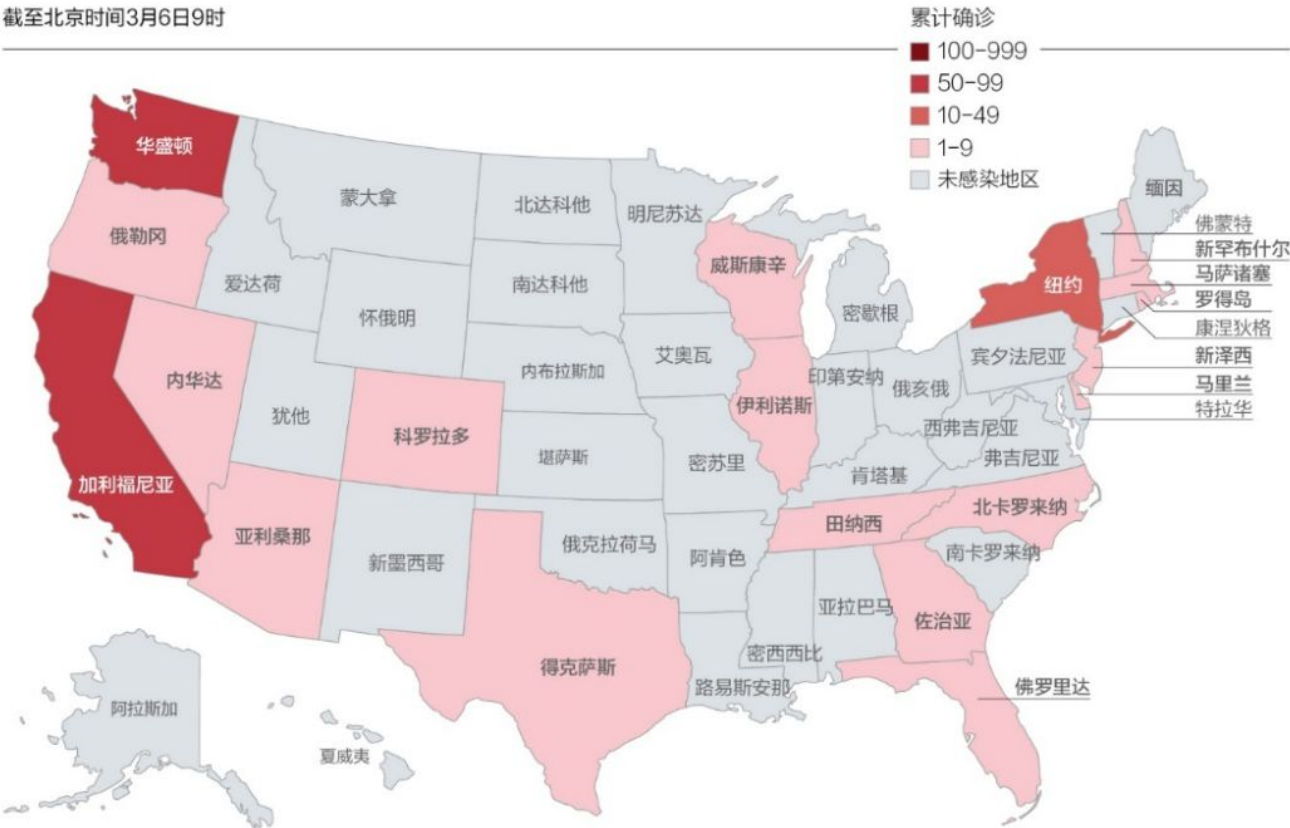 截至北京时间3月6日9时
累计确诊
100-999
50-99
10-49
1-9
未感染地区
华盛顿
蒙大拿
北达科他
明尼苏达
缅因
俄勒冈
爱达荷
怀俄明
南达科他
威斯康辛
密歇根
纽约
佛蒙特
新罕布什尔
马萨诸塞
罗得岛
康涅狄格
新泽西
马里兰
特拉华
内华达
犹他
科罗拉多
内布拉斯加
艾奥瓦
伊利诺斯
印第安纳
俄亥俄
宾夕法尼亚
加利福尼亚
堪萨斯
密苏里
肯塔基
西弗吉尼亚
弗吉尼亚
亚利桑那
新墨西哥
俄克拉荷马
阿肯色
田纳西
北卡罗来纳
南卡罗来纳
得克萨斯
路易斯安那
密西西比
亚拉巴马
佐治亚
佛罗里达
阿拉斯加
夏威夷